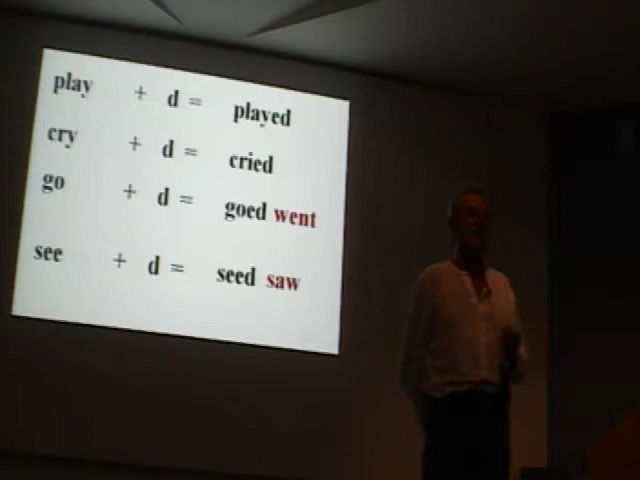 play + d = played
cry + d = cried
go + d = goed went
see + d = seed saw